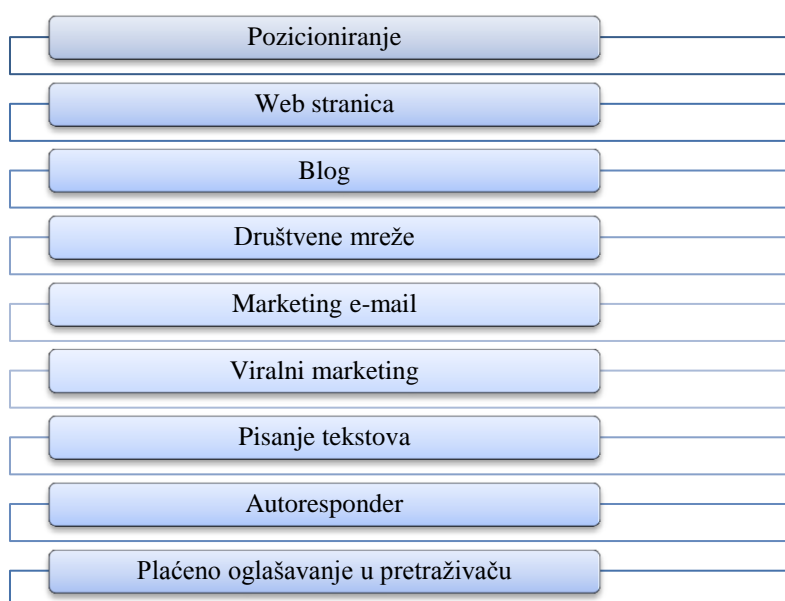 Pozicioniranje
Web stranica
Blog
Društvene mreže
Marketing e-mail
Viralni marketing
Pisanje tekstova
Autoresponder
Plaćeno oglašavanje u pretraživaču